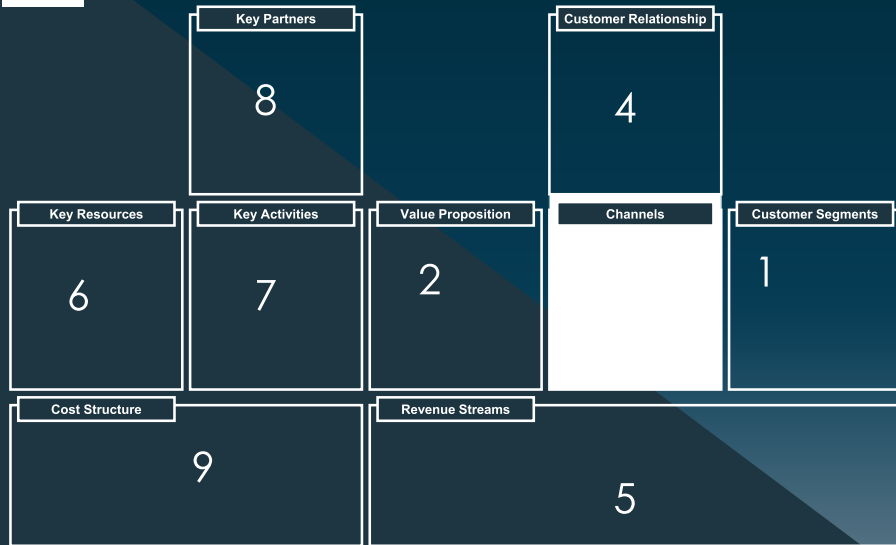 Key Partners
Customer Relationship
8
4
Key Resources
Key Activities
Value Proposition
Channels
Customer Segments
6
7
2
1
Cost Structure
Revenue Streams
9
5